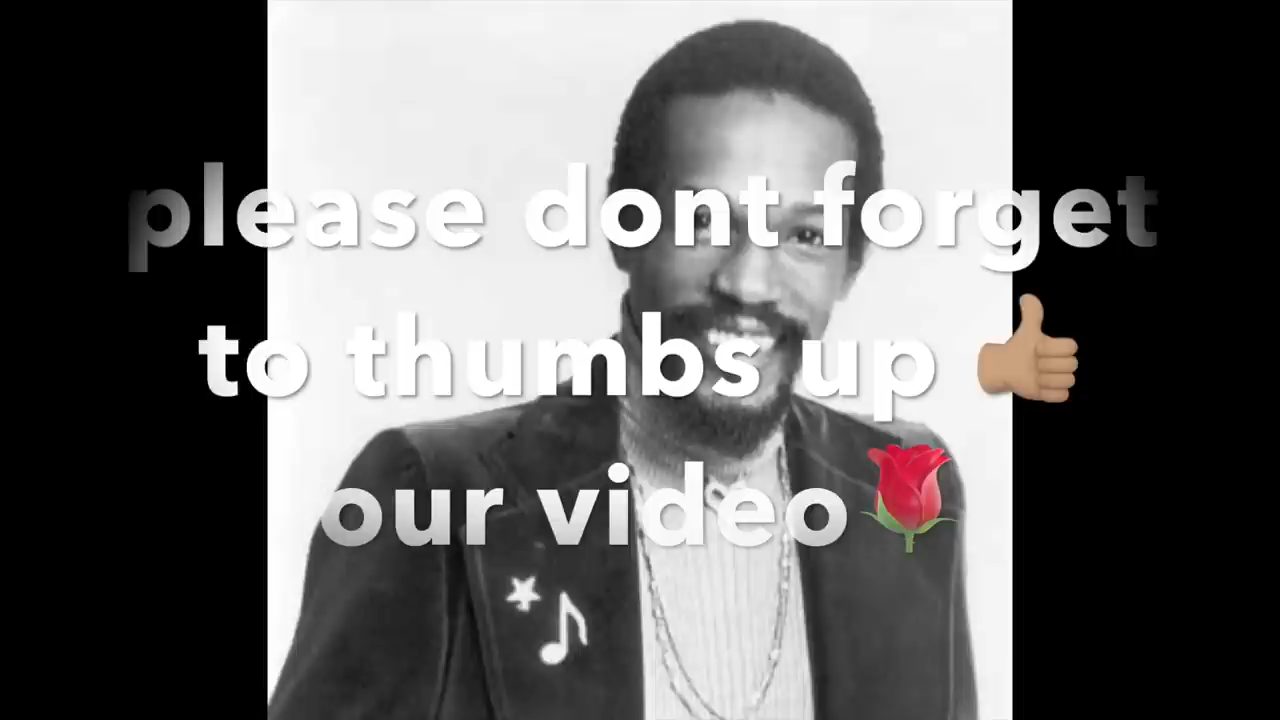 please dont forget
to thumbs up 👍🏽
our video🌹